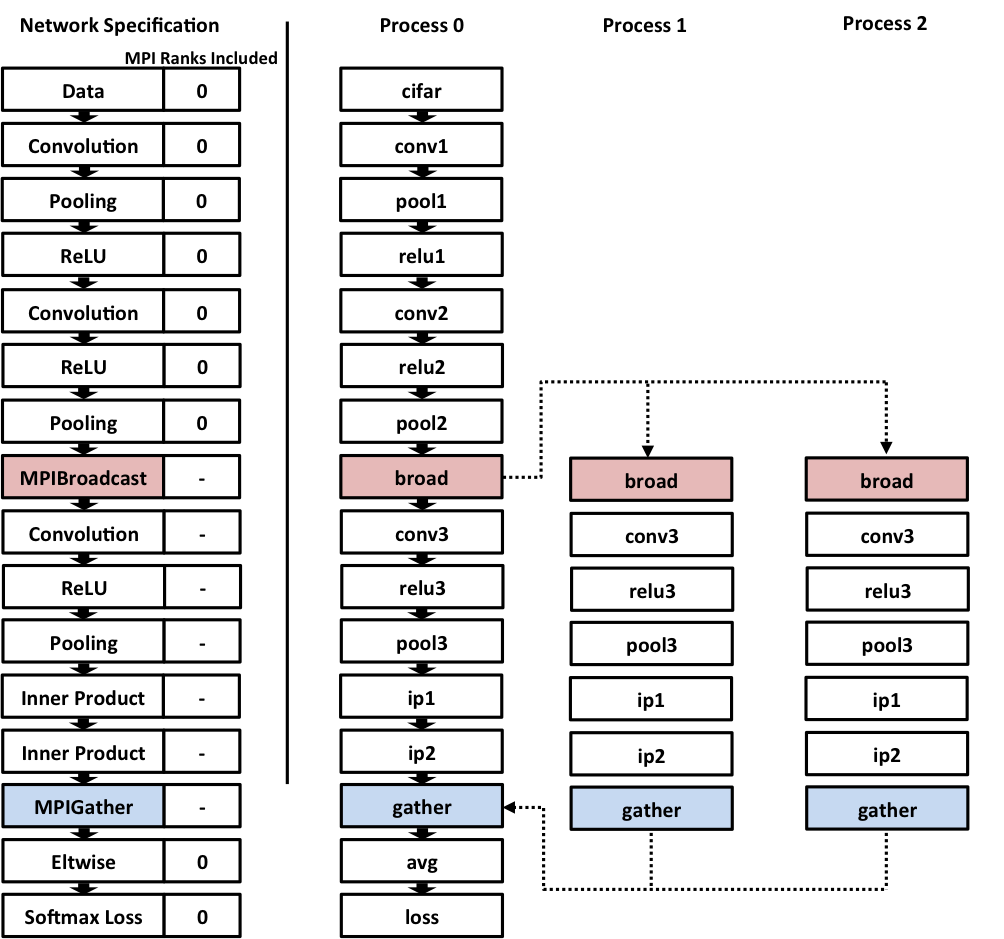 Network Specification Process 0 Process 1 Process 2
MPI Ranks Included
Data 0 cifar
Convolution 0 conv1
Pooling 0 pool1
ReLU 0 relu1
Convolution 0 conv2
ReLU 0 relu2
Pooling 0 pool2
MPIBroadcast - broad broad broad
Convolution - conv3 conv3 conv3
ReLU - relu3 relu3 relu3
Pooling - pool3 pool3 pool3
Inner Product - ip1 ip1 ip1
Inner Product - ip2 ip2 ip2
MPIGather - gather gather gather
Eltwise 0 avg
Softmax Loss 0 loss